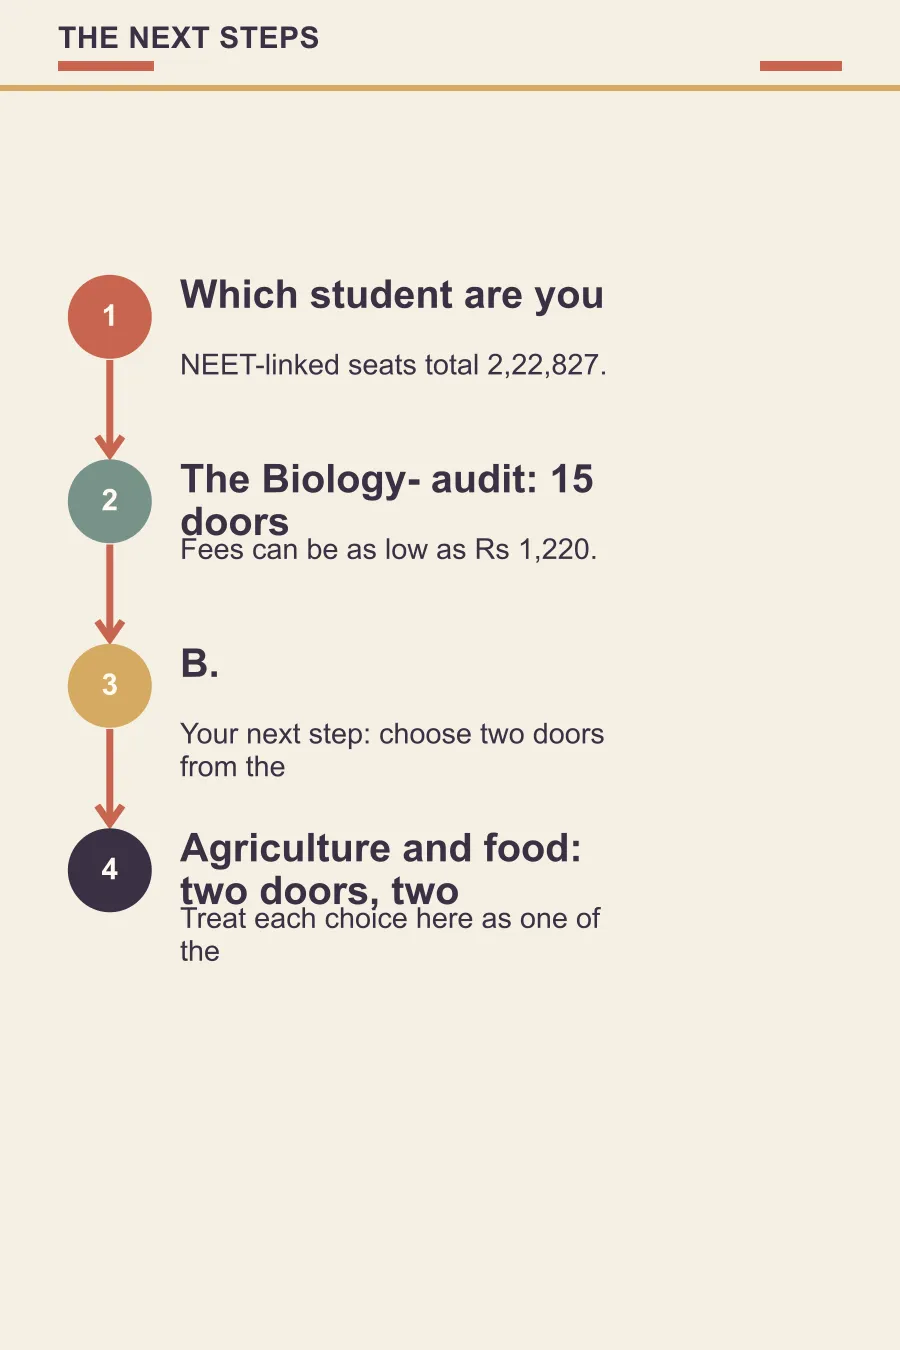 THE NEXT STEPS
1
Which student are you
NEET-linked seats total 2,22,827.
2
The Biology- audit: 15
doors
Fees can be as low as Rs 1,220.
3
B.
Your next step: choose two doors
from the
4
Agriculture and food:
two doors, two
Treat each choice here as one of
the